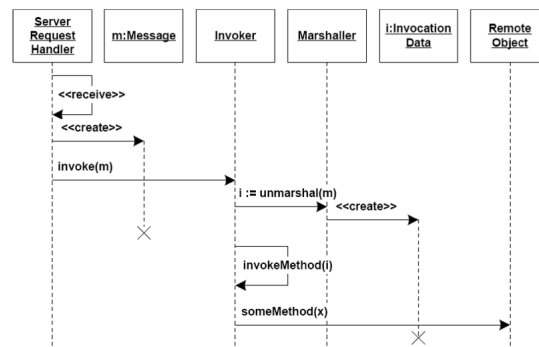 Server
Request
Handler
m:Message
Invoker
Marshaller
i:Invocation
Data
Remote
Object
<<receive>>
<<create>>
invoke(m)
i := unmarshal(m)
<<create>>
invokeMethod(i)
someMethod(x)